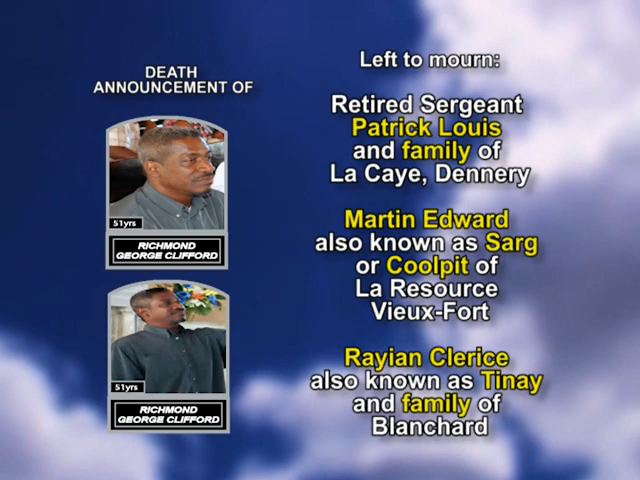 DEATH
ANNOUNCEMENT OF
51yrs
RICHMOND
GEORGE CLIFFORD
51yrs
RICHMOND
GEORGE CLIFFORD
Left to mourn:
Retired Sergeant
Patrick Louis
and family of
La Caye, Dennery
Martin Edward
also known as Sarg
or Coolpit of
La Resource
Vieux-Fort
Rayian Clerice
also known as Tinay
and family of
Blanchard